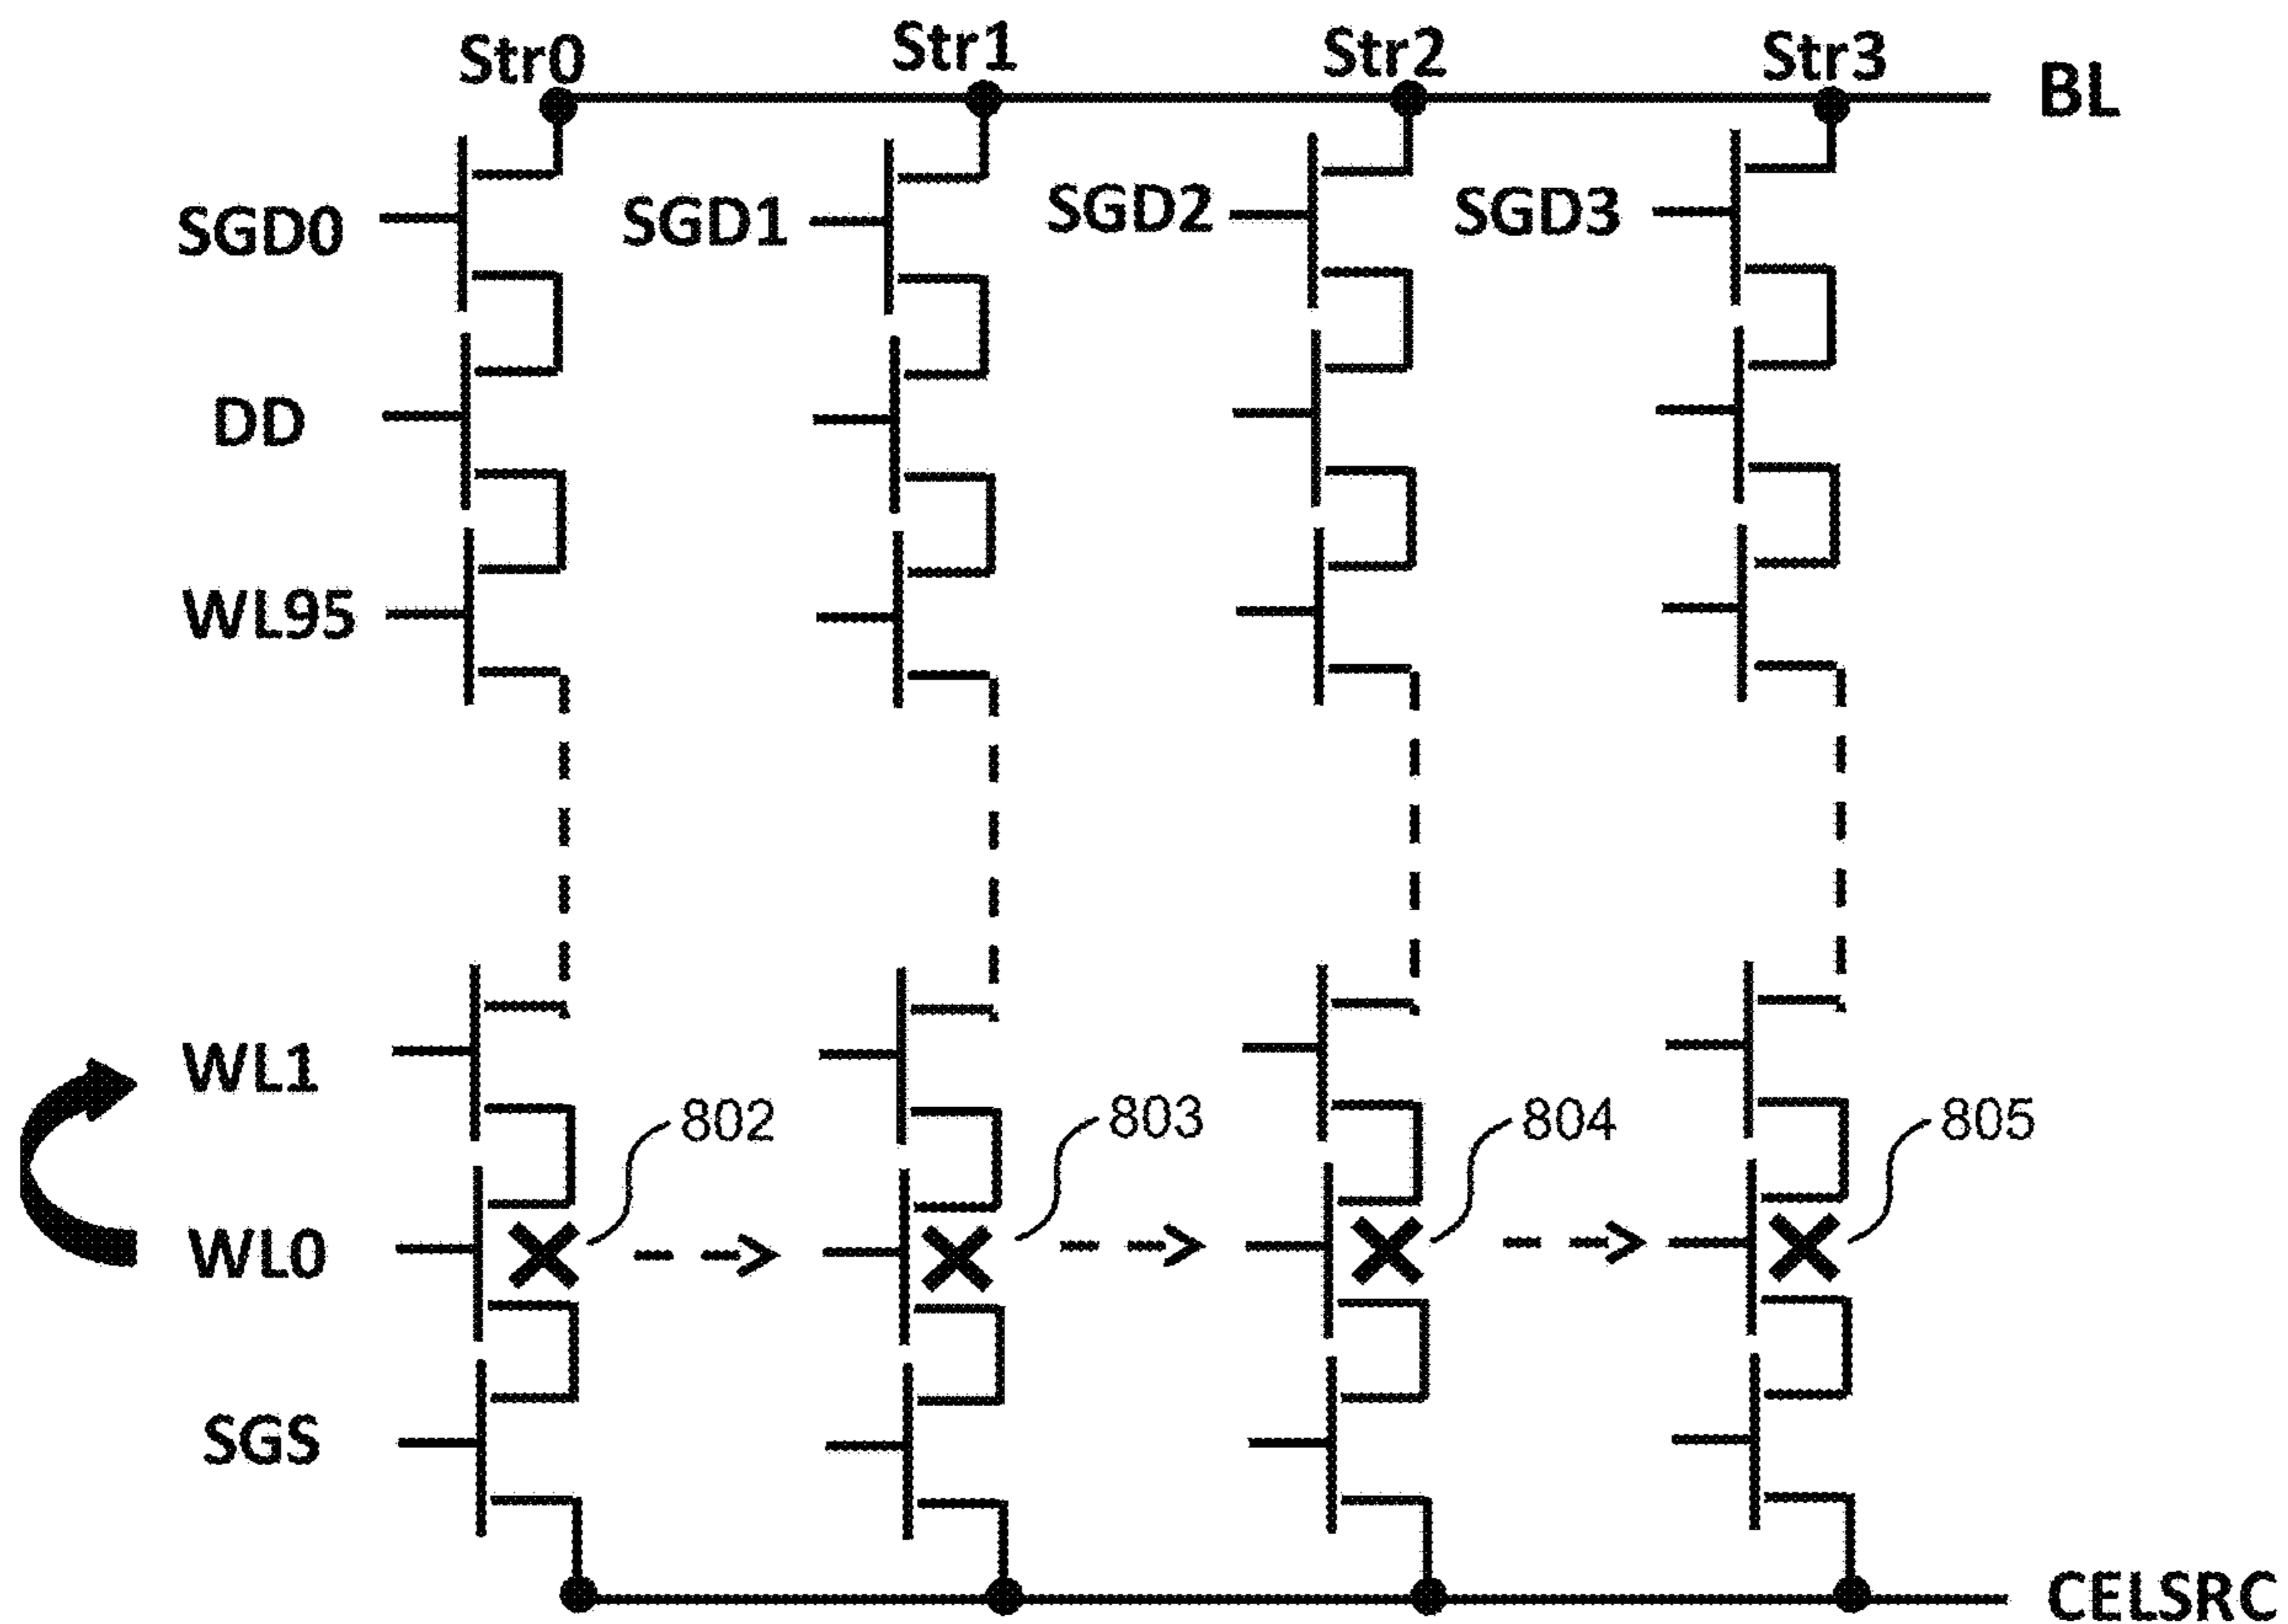 Str0 Str1 Str2 Str3 BL
SGD0 SGD1 SGD2 SGD3
DD
WL95
WL1
802 803 804 805
WL0
SGS
CELSRC